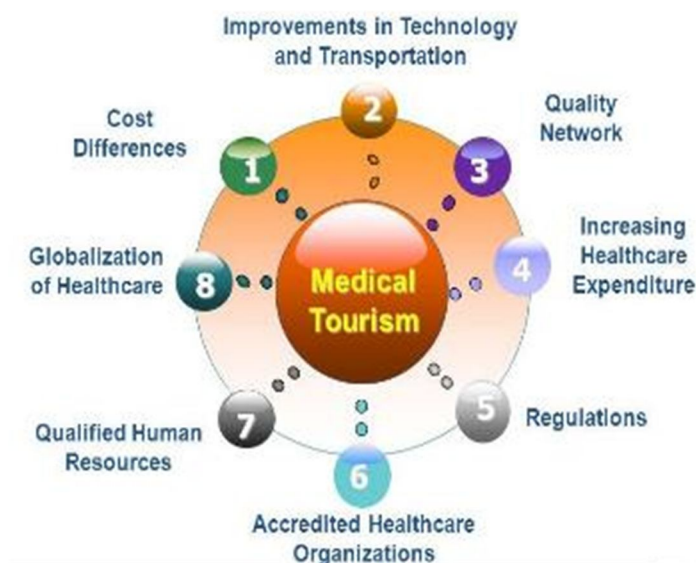 Improvements in Technology
and Transportation
2
Cost
Differences
1
Quality
Network
3
Globalization
of Healthcare
8
Medical
Tourism
4
Increasing
Healthcare
Expenditure
Qualified Human
Resources
7
5
Regulations
6
Accredited Healthcare
Organizations